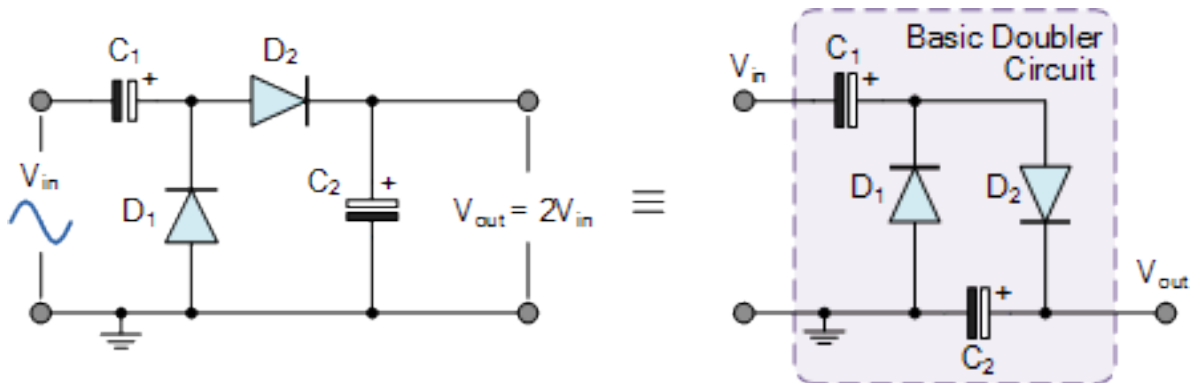 C₁
+
D₂
Vᵢₙ
D₁
C₂
+
Vₒᵤₜ = 2Vᵢₙ
≡
Basic Doubler
Circuit
Vᵢₙ
C₁
+
D₁
D₂
+
C₂
Vₒᵤₜ